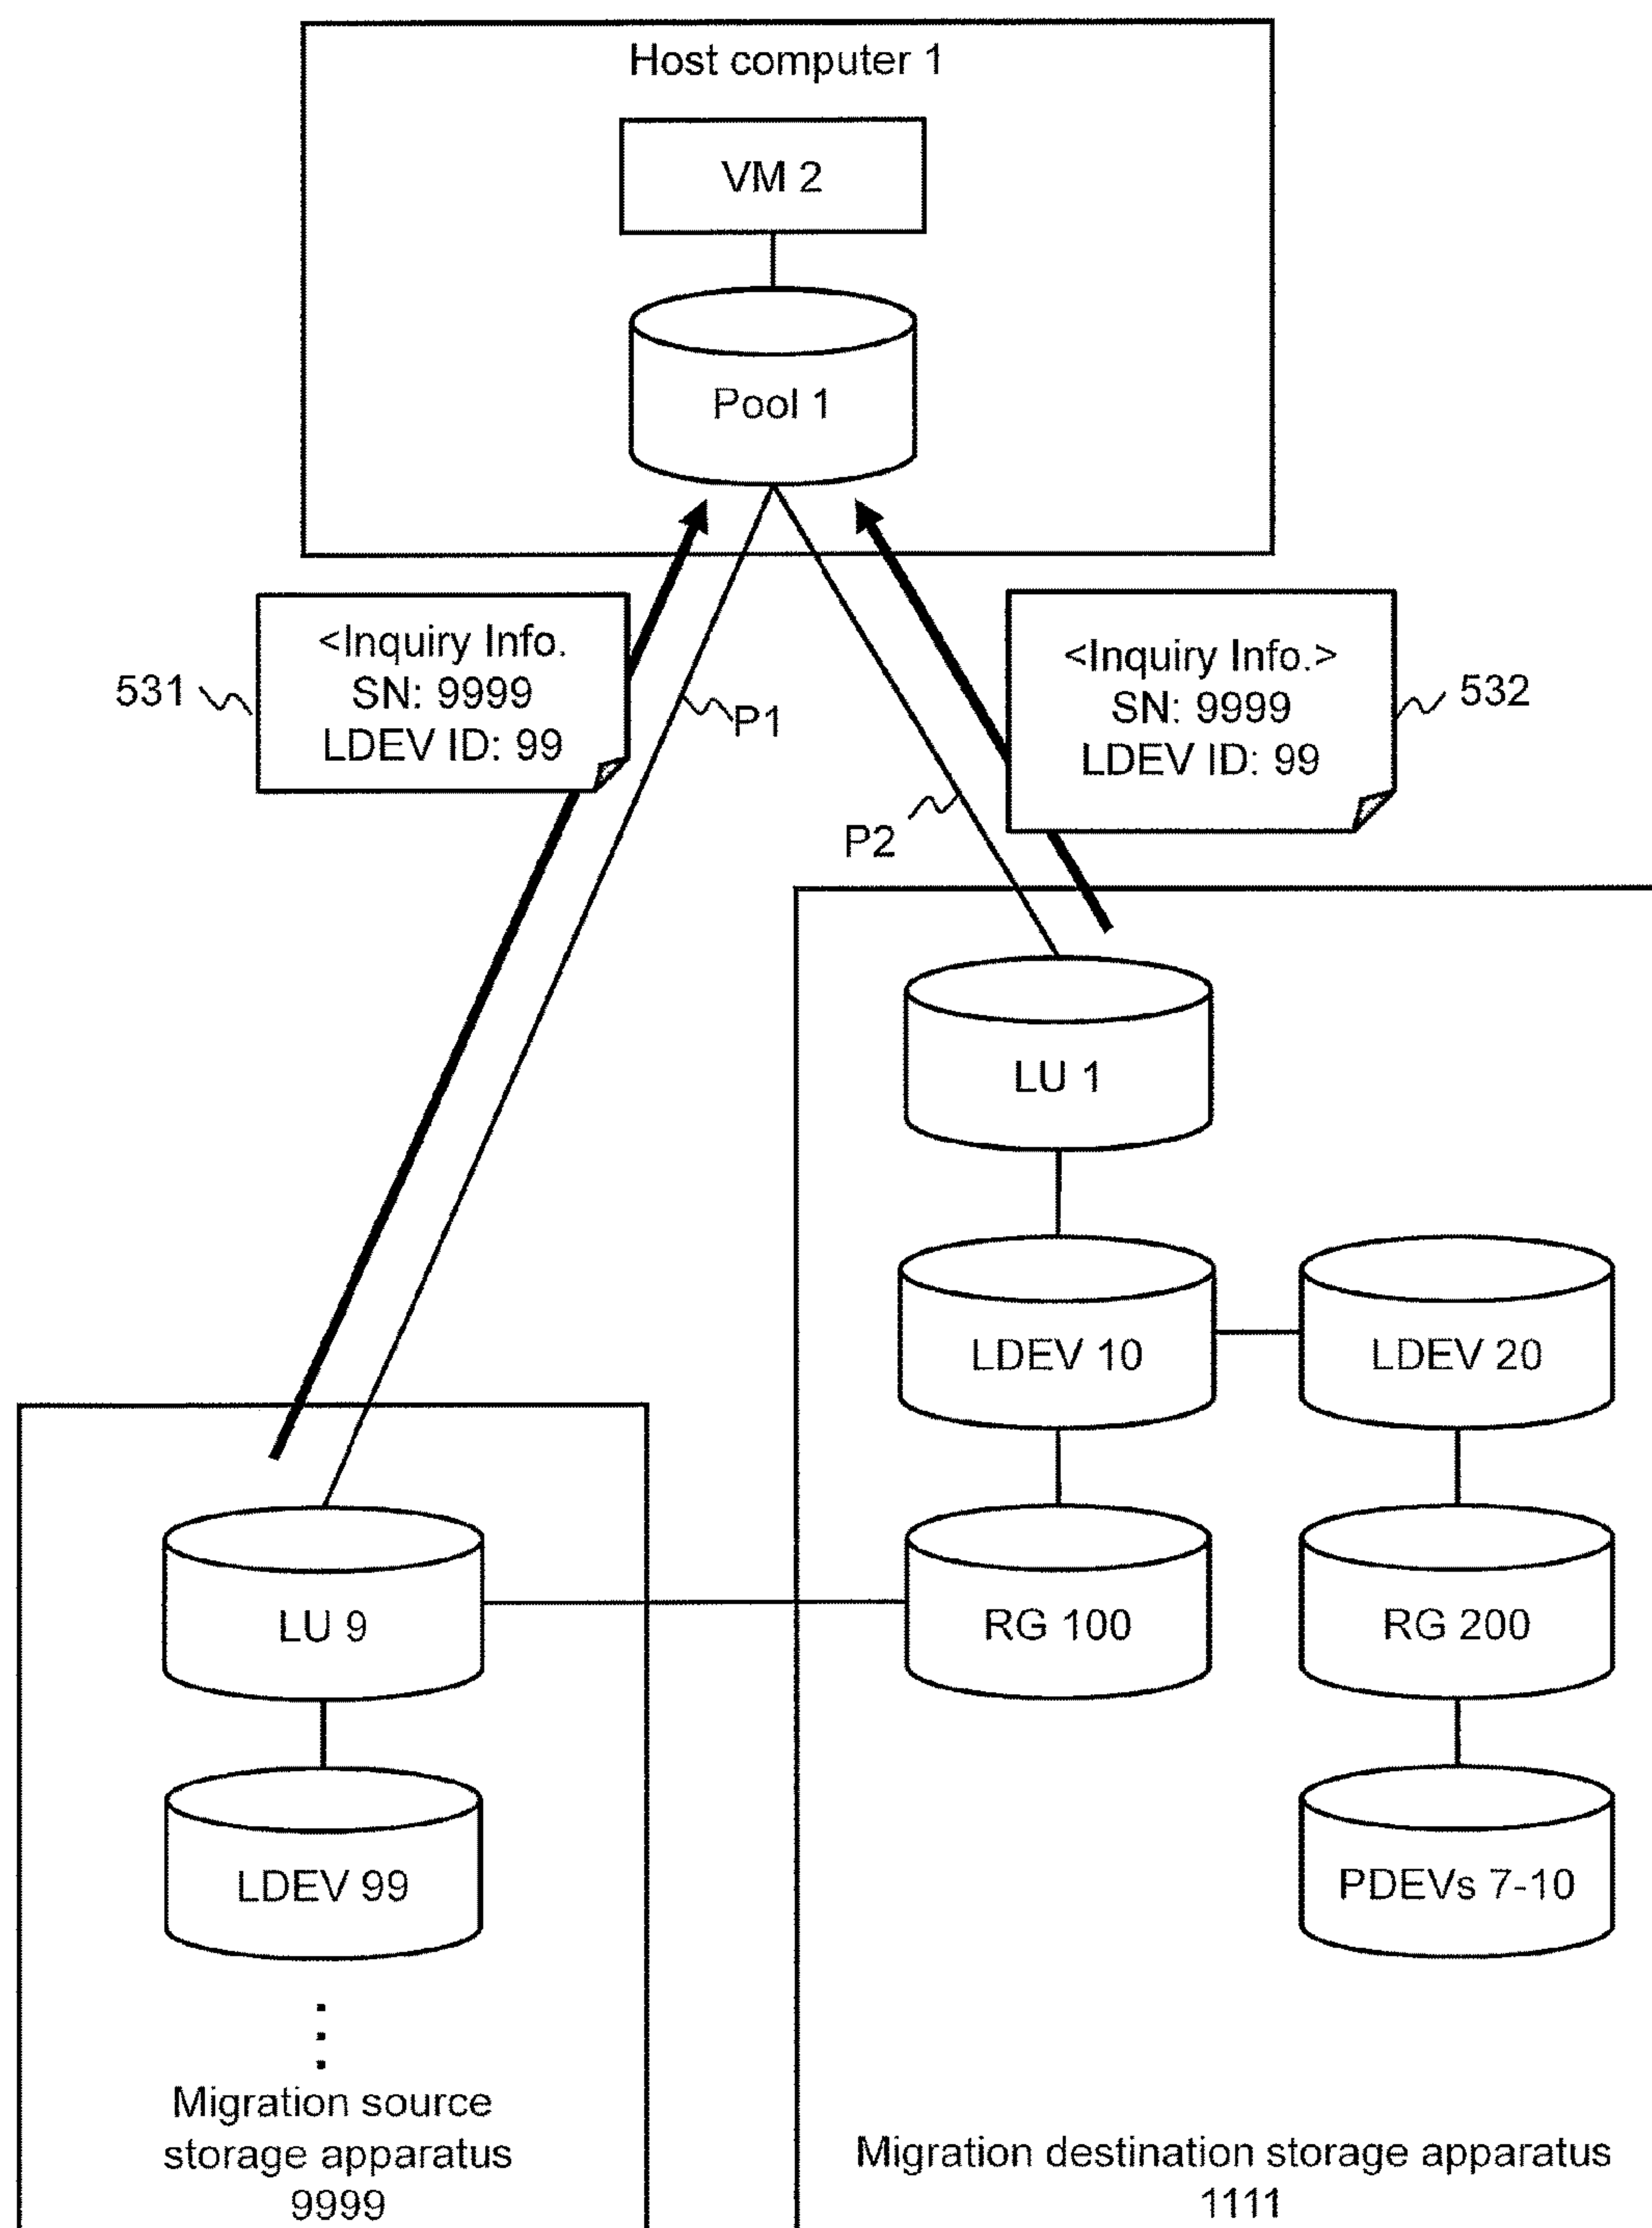 Host computer 1
VM 2
Pool 1
<Inquiry Info.
SN: 9999
LDEV ID: 99
531
P1
<Inquiry Info.>
SN: 9999
LDEV ID: 99
532
P2
LU 1
LDEV 10
LDEV 20
LU 9
RG 100
RG 200
LDEV 99
PDEVs 7-10
Migration source
storage apparatus
9999
Migration destination storage apparatus
1111